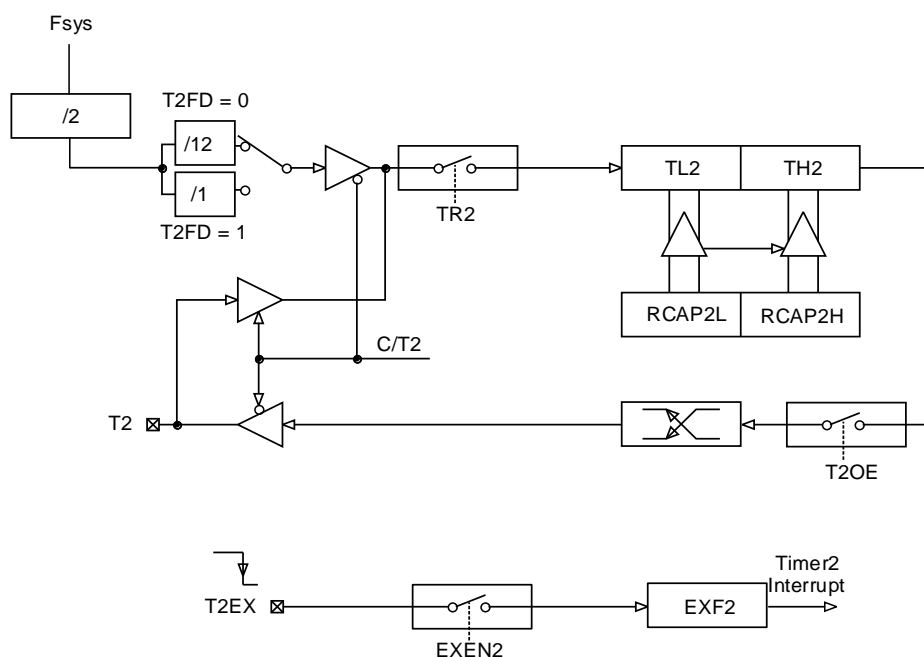 Fsys
/2
T2FD = 0
/12
/1
T2FD = 1
TR2
TL2
TH2
RCAP2L
RCAP2H
C/T2
T2
T2OE
T2EX
EXEN2
EXF2
Timer2
Interrupt